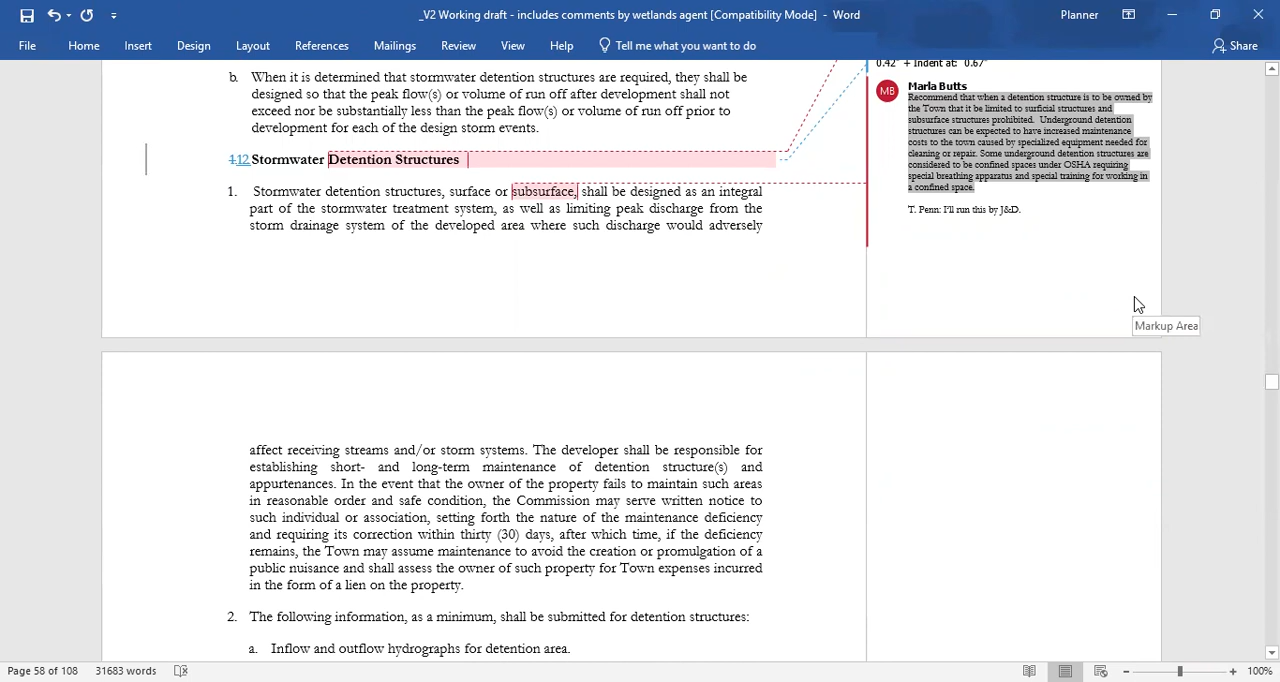 _V2 Working draft - includes comments by wetlands agent [Compatibility Mode] - Word
Planner
File Home Insert Design Layout References Mailings Review View Help Tell me what you want to do Share
b. When it is determined that stormwater detention structures are required, they shall be
designed so that the peak flow(s) or volume of run off after development shall not
exceed nor be substantially less than the peak flow(s) or volume of run off prior to
development for each of the design storm events.
1.12 Stormwater Detention Structures
1. Stormwater detention structures, surface or subsurface, shall be designed as an integral
part of the stormwater treatment system, as well as limiting peak discharge from the
storm drainage system of the developed area where such discharge would adversely
0.42" + Indent at: 0.67"
MB
Marla Butts
Recommend that when a detention structure is to be owned by
the Town that it be limited to surficial structures and
subsurface structures prohibited. Underground detention
structures can be expected to have increased maintenance
costs to the town caused by specialized equipment needed for
cleaning or repair. Some underground detention structures are
considered to be confined spaces under OSHA requiring
special breathing apparatus and special training for working in
a confined space.
T. Penn: I'll run this by J&D.
Markup Area
affect receiving streams and/or storm systems. The developer shall be responsible for
establishing short- and long-term maintenance of detention structure(s) and
appurtenances. In the event that the owner of the property fails to maintain such areas
in reasonable order and safe condition, the Commission may serve written notice to
such individual or association, setting forth the nature of the maintenance deficiency
and requiring its correction within thirty (30) days, after which time, if the deficiency
remains, the Town may assume maintenance to avoid the creation or promulgation of a
public nuisance and shall assess the owner of such property for Town expenses incurred
in the form of a lien on the property.
2. The following information, as a minimum, shall be submitted for detention structures:
a. Inflow and outflow hydrographs for detention area.
Page 58 of 108 31683 words 100%